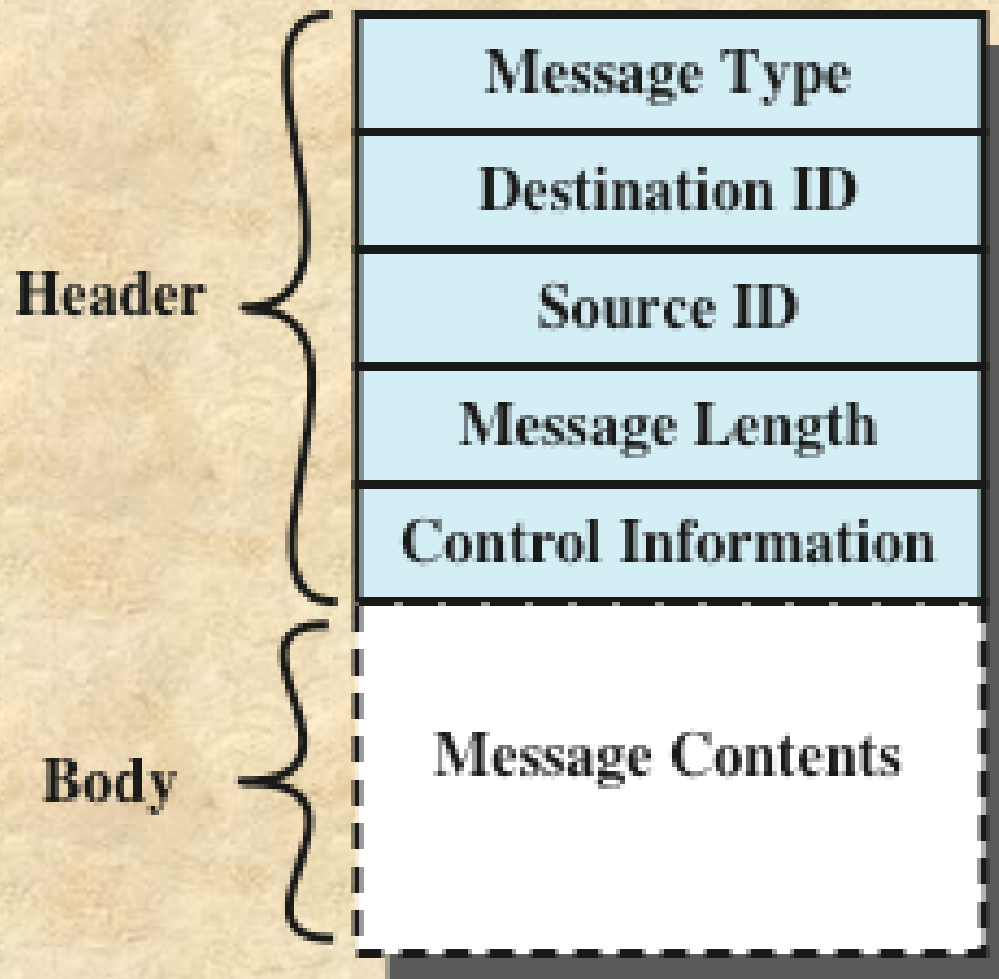 Header
Message Type
Destination ID
Source ID
Message Length
Control Information
Body
Message Contents